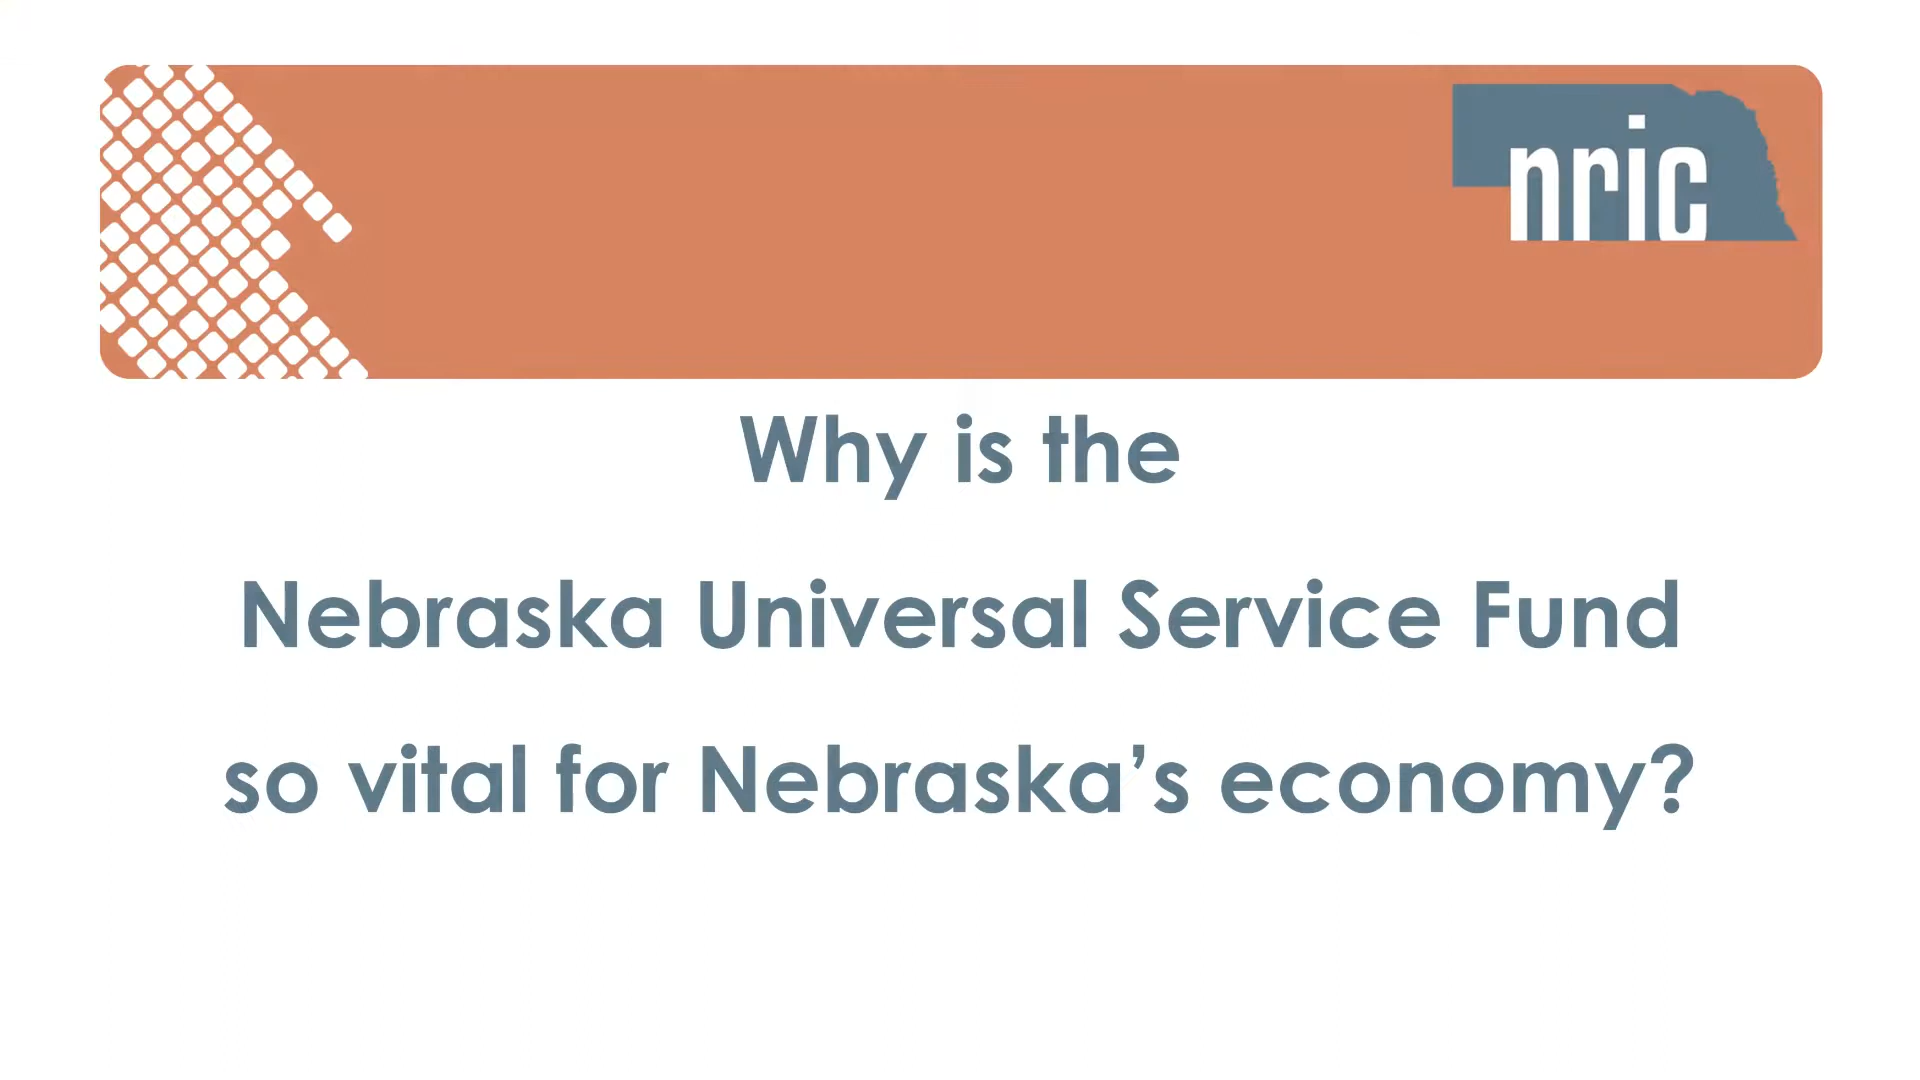 nric
Why is the
Nebraska Universal Service Fund
so vital for Nebraska’s economy?